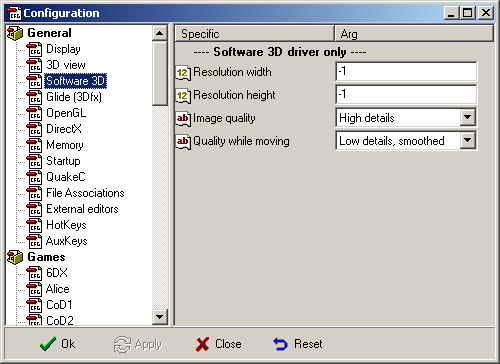 Configuration
General
Display
3D view
Software 3D
Glide (3Dfx)
OpenGL
DirectX
Memory
Startup
QuakeC
File Associations
External editors
HotKeys
AuxKeys
Games
6DX
Alice
CoD1
CoD2
Specific Arg
---- Software 3D driver only ----
Resolution width -1
Resolution height -1
Image quality High details
Quality while moving Low details, smoothed
Ok Apply Close Reset